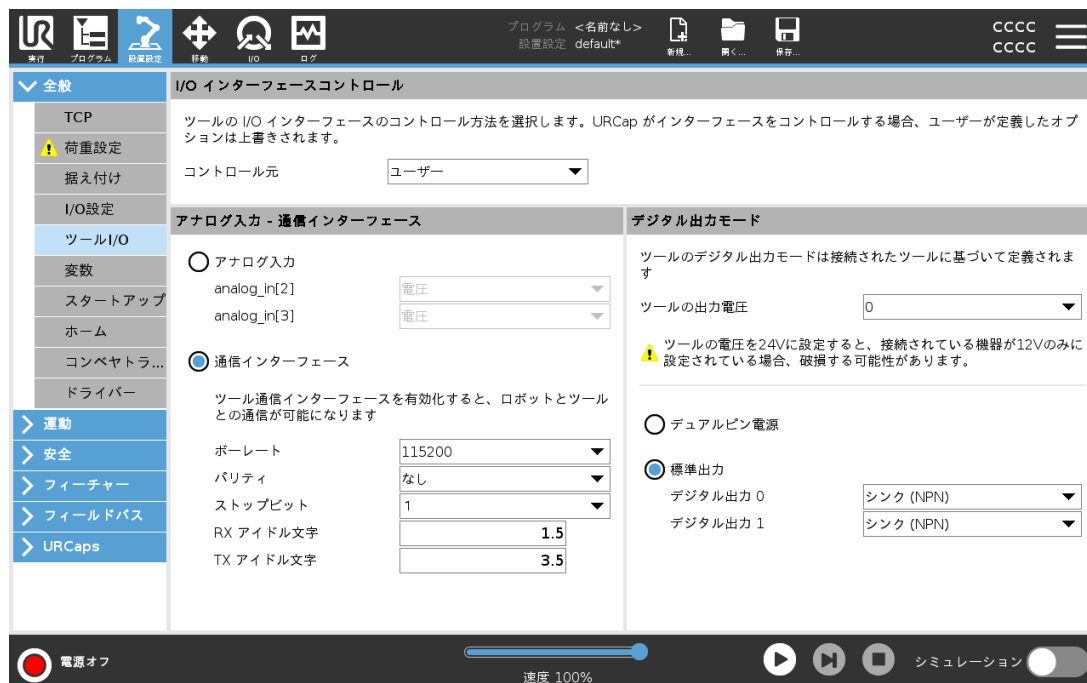 UR
実行
プログラム
設置設定
移動
I/O
ログ
プログラム <名前なし>
設置設定 default*
新規...
開く...
保存...
CCCC
CCCC
全般
TCP
荷重設定
据え付け
I/O設定
ツールI/O
変数
スタートアップ
ホーム
コンベヤトラ...
ドライバー
運動
安全
フィーチャー
フィールドバス
URCaps
I/O インターフェースコントロール
ツールの I/O インターフェースのコントロール方法を選択します。URCap がインターフェースをコントロールする場合、ユーザーが定義したオプ
ションは上書きされます。
コントロール元 ユーザー
アナログ入力 - 通信インターフェース
アナログ入力
analog_in[2] 電圧
analog_in[3] 電圧
通信インターフェース
ツール通信インターフェースを有効化すると、ロボットとツール
との通信が可能になります
ボーレート 115200
パリティ なし
ストップビット 1
RX アイドル文字 1.5
TX アイドル文字 3.5
デジタル出力モード
ツールのデジタル出力モードは接続されたツールに基づいて定義されま
す
ツールの出力電圧 0
ツールの電圧を24Vに設定すると、接続されている機器が12Vのみに
設定されている場合、破損する可能性があります。
デュアルピン電源
標準出力
デジタル出力 0 シンク (NPN)
デジタル出力 1 シンク (NPN)
電源オフ
速度 100%
シミュレーション